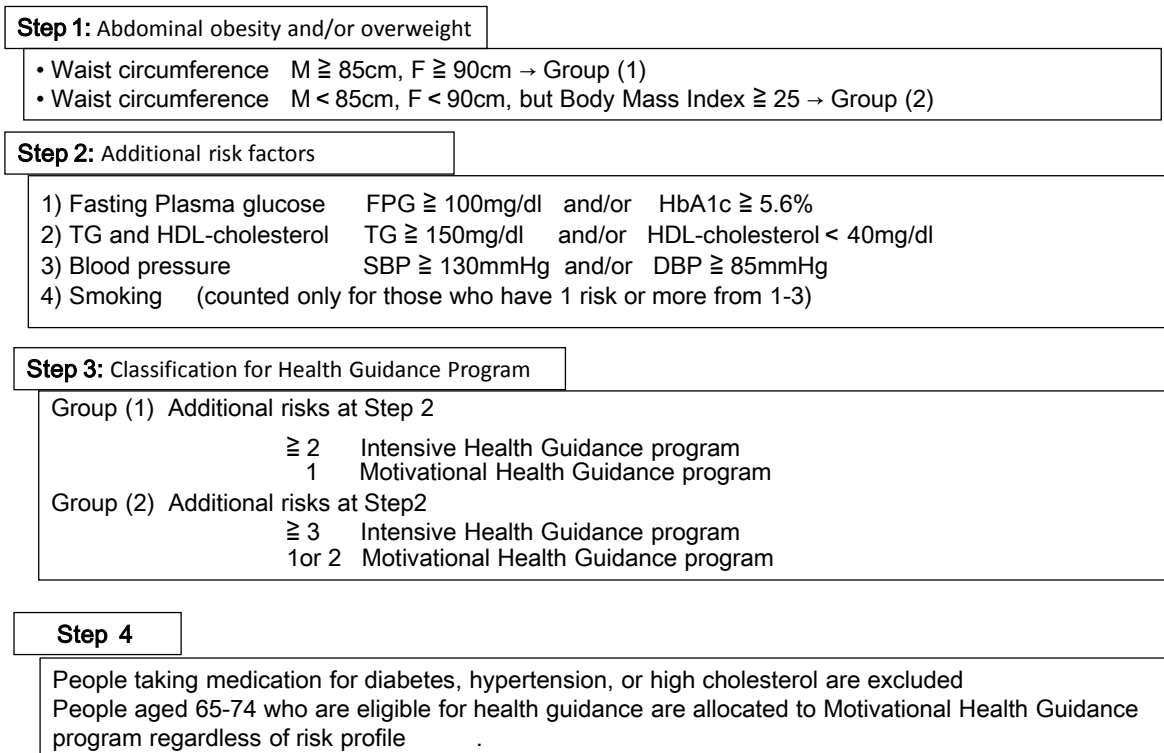 Step 1: Abdominal obesity and/or overweight
• Waist circumference M ≧ 85cm, F ≧ 90cm → Group (1)
• Waist circumference M < 85cm, F < 90cm, but Body Mass Index ≧ 25 → Group (2)
Step 2: Additional risk factors
1) Fasting Plasma glucose FPG ≧ 100mg/dl and/or HbA1c ≧ 5.6%
2) TG and HDL-cholesterol TG ≧ 150mg/dl and/or HDL-cholesterol < 40mg/dl
3) Blood pressure SBP ≧ 130mmHg and/or DBP ≧ 85mmHg
4) Smoking (counted only for those who have 1 risk or more from 1-3)
Step 3: Classification for Health Guidance Program
Group (1) Additional risks at Step 2
≧ 2 Intensive Health Guidance program
1 Motivational Health Guidance program
Group (2) Additional risks at Step2
≧ 3 Intensive Health Guidance program
1or 2 Motivational Health Guidance program
Step 4
People taking medication for diabetes, hypertension, or high cholesterol are excluded
People aged 65-74 who are eligible for health guidance are allocated to Motivational Health Guidance
program regardless of risk profile .